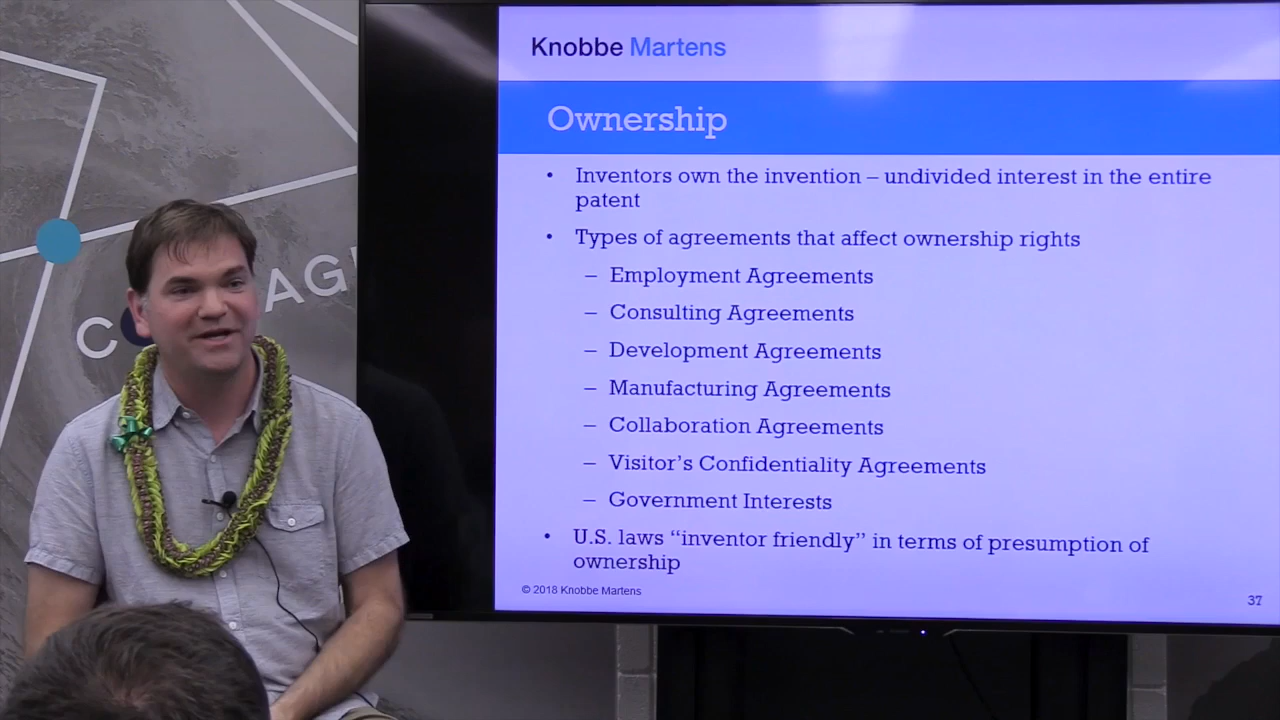 Knobbe Martens
Ownership
• Inventors own the invention – undivided interest in the entire
patent
• Types of agreements that affect ownership rights
– Employment Agreements
– Consulting Agreements
– Development Agreements
– Manufacturing Agreements
– Collaboration Agreements
– Visitor's Confidentiality Agreements
– Government Interests
• U.S. laws “inventor friendly” in terms of presumption of
ownership
© 2018 Knobbe Martens
37